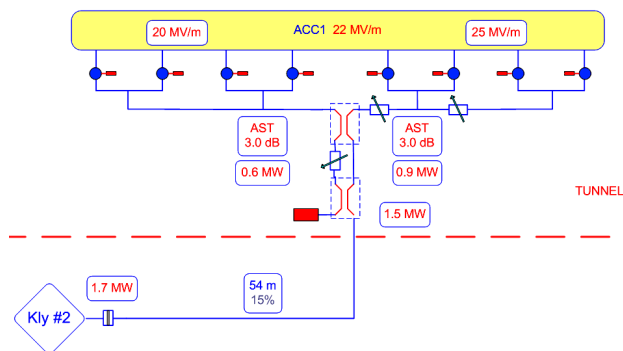 20 MV/m
ACC1 22 MV/m
25 MV/m
AST
3.0 dB
AST
3.0 dB
0.6 MW
0.9 MW
TUNNEL
1.5 MW
1.7 MW
54 m
15%
Kly #2